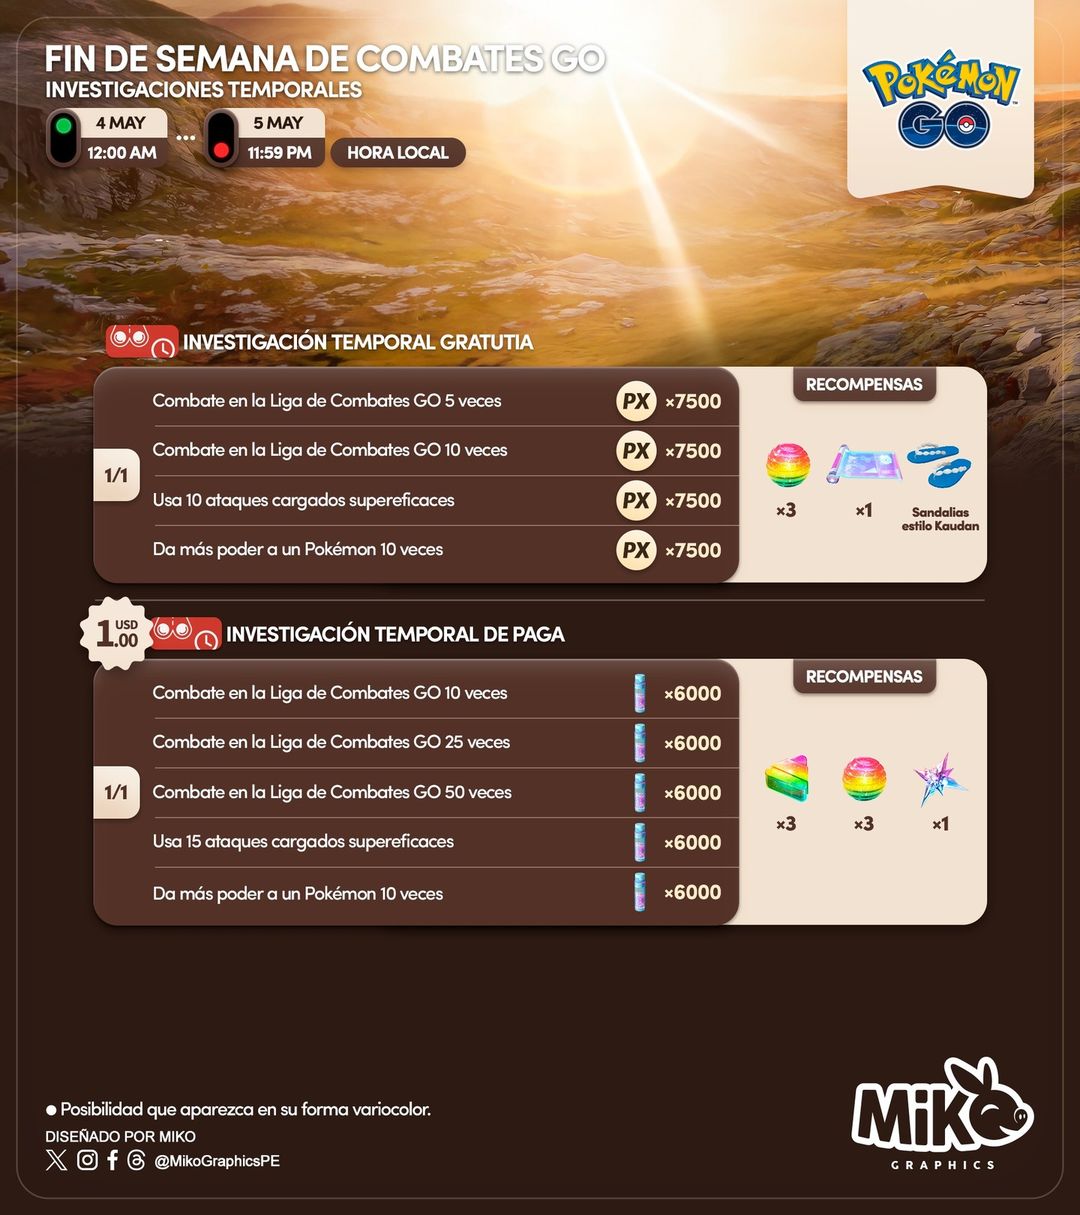 FIN DE SEMANA DE COMBATES GO
INVESTIGACIONES TEMPORALES
4 MAY
12:00 AM
...
5 MAY
11:59 PM
HORA LOCAL
POKéMON
GO
INVESTIGACIÓN TEMPORAL GRATUTIA
1/1
Combate en la Liga de Combates GO 5 veces PX ×7500
Combate en la Liga de Combates GO 10 veces PX ×7500
Usa 10 ataques cargados supereficaces PX ×7500
Da más poder a un Pokémon 10 veces PX ×7500
RECOMPENSAS
×3 ×1 Sandalias
estilo Kaudan
1.00 USD
INVESTIGACIÓN TEMPORAL DE PAGA
1/1
Combate en la Liga de Combates GO 10 veces ×6000
Combate en la Liga de Combates GO 25 veces ×6000
Combate en la Liga de Combates GO 50 veces ×6000
Usa 15 ataques cargados supereficaces ×6000
Da más poder a un Pokémon 10 veces ×6000
RECOMPENSAS
×3 ×3 ×1
● Posibilidad que aparezca en su forma variocolor.
DISEÑADO POR MIKO
@MikoGraphicsPE
MiKO
GRAPHICS